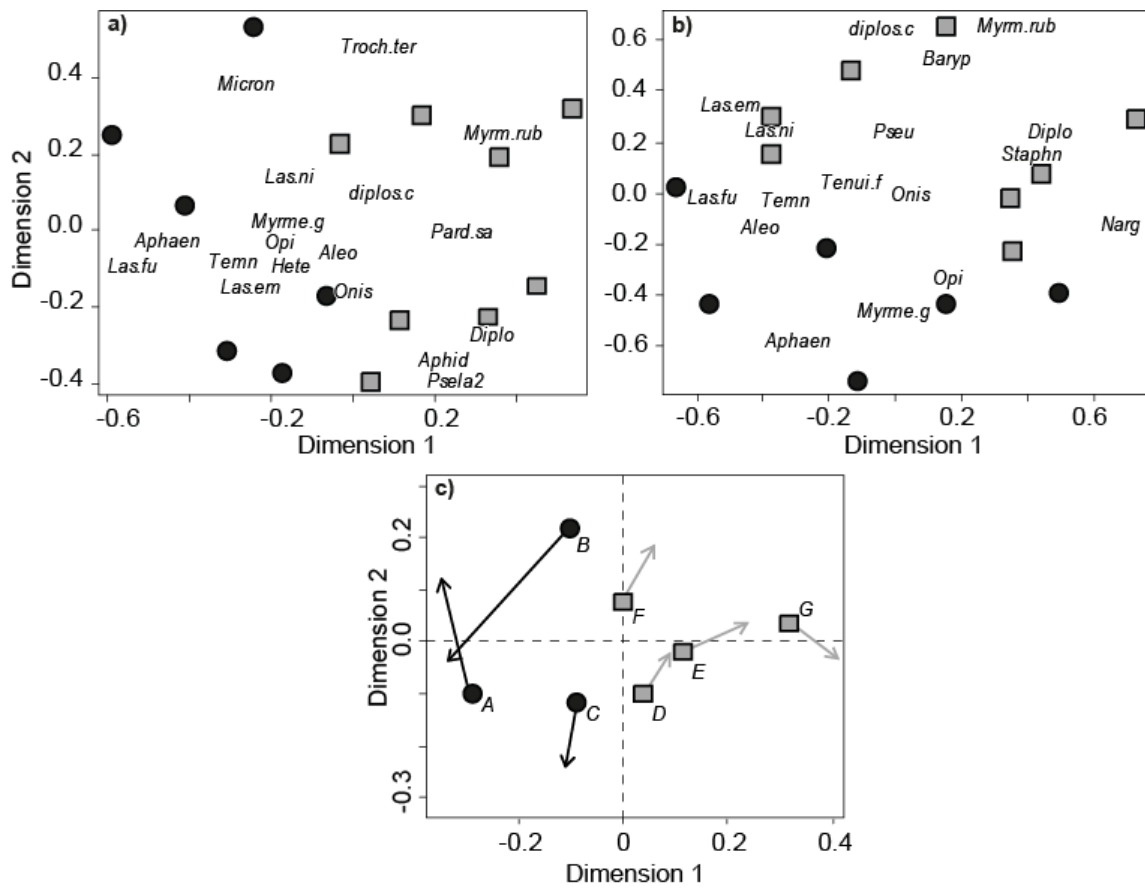 a)
Troch.ter
Micron
Myrm.rub
Las.ni
diplos.c
Myrme.g
Pard.sa
Aphaen
Opi
Aleo
Las.fu
Temn
Hete
Las.em
Onis
Diplo
Aphid
Psela2
0.4
0.2
0.0
-0.2
-0.4
Dimension 2
-0.6
-0.2
0.2
Dimension 1
b)
diplos.c
Myrm.rub
Baryp
Las.em
Las.ni
Pseu
Diplo
Staphn
Tenui.f
Las.fu
Temn
Onis
Aleo
Narg
Opi
Myrme.g
Aphaen
0.6
0.4
0.2
0.0
-0.2
-0.4
-0.6
-0.6
-0.2
0.2
0.6
Dimension 1
c)
B
F
G
E
A
C
D
0.2
0.0
-0.3
Dimension 2
-0.2
0
0.2
0.4
Dimension 1